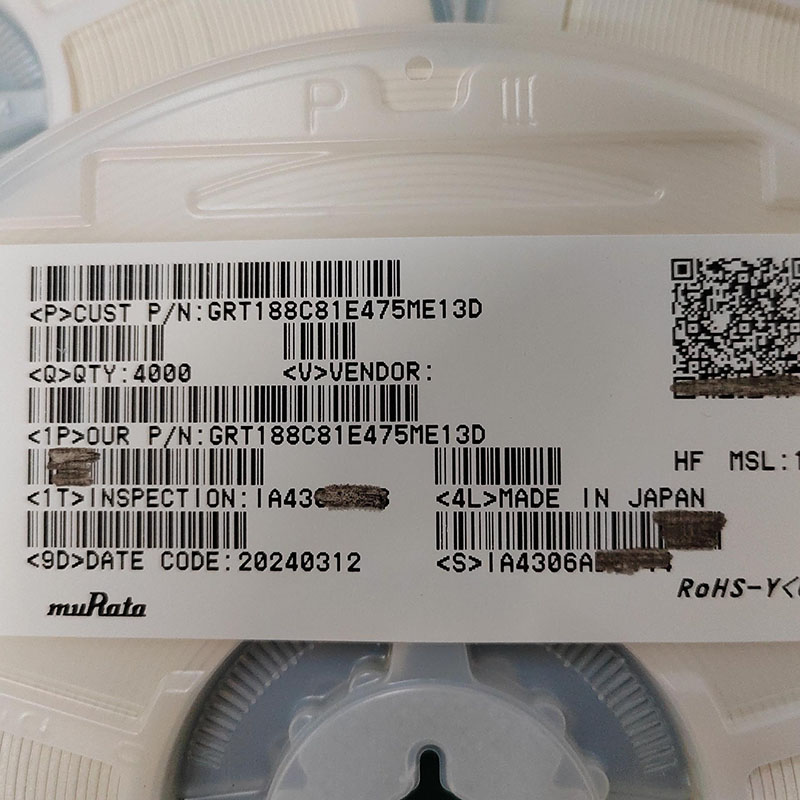 P
<P>CUST P/N:GRT188C81E475ME13D
<Q>QTY:4000
<V>VENDOR:
<1P>OUR P/N:GRT188C81E475ME13D
HF MSL:1
<1T>INSPECTION:IA43
<4L>MADE IN JAPAN
<9D>DATE CODE:20240312
<S>IA4306A
RoHS-Y<
muRata